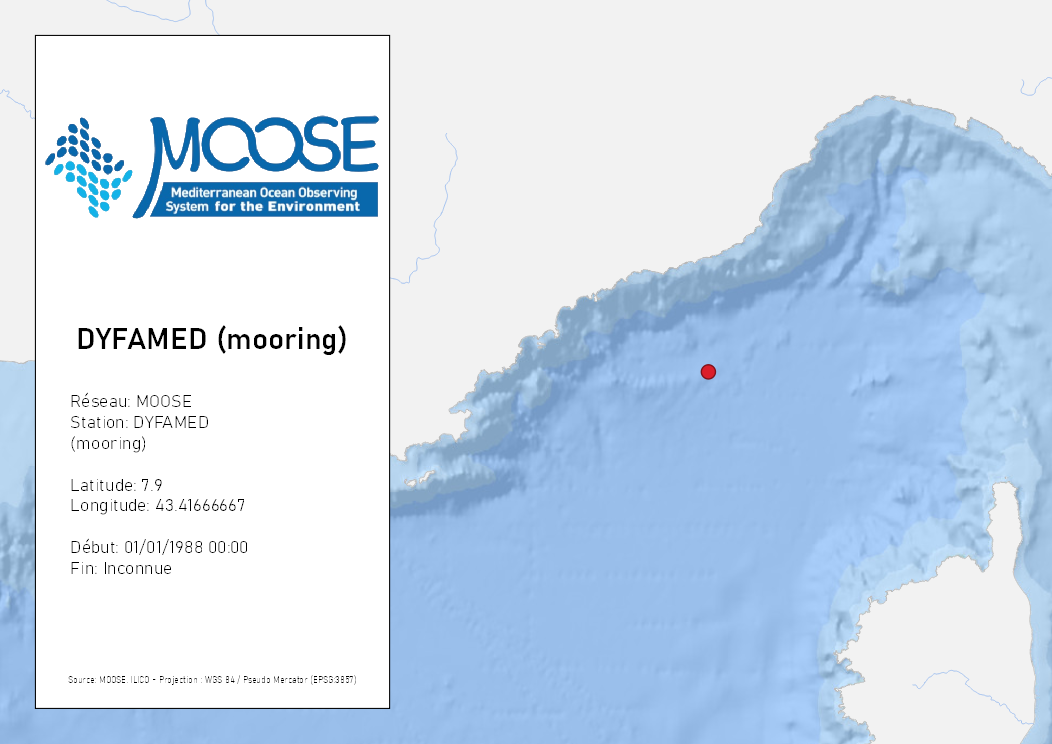 MOOSE
Mediterranean Ocean Observing
System for the Environment
DYFAMED (mooring)
Réseau: MOOSE
Station: DYFAMED
(mooring)
Latitude: 7.9
Longitude: 43.41666667
Début: 01/01/1988 00:00
Fin: Inconnue
Source: MOOSE, ILICO - Projection : WGS 84 / Pseudo Mercator (EPSG:3857)